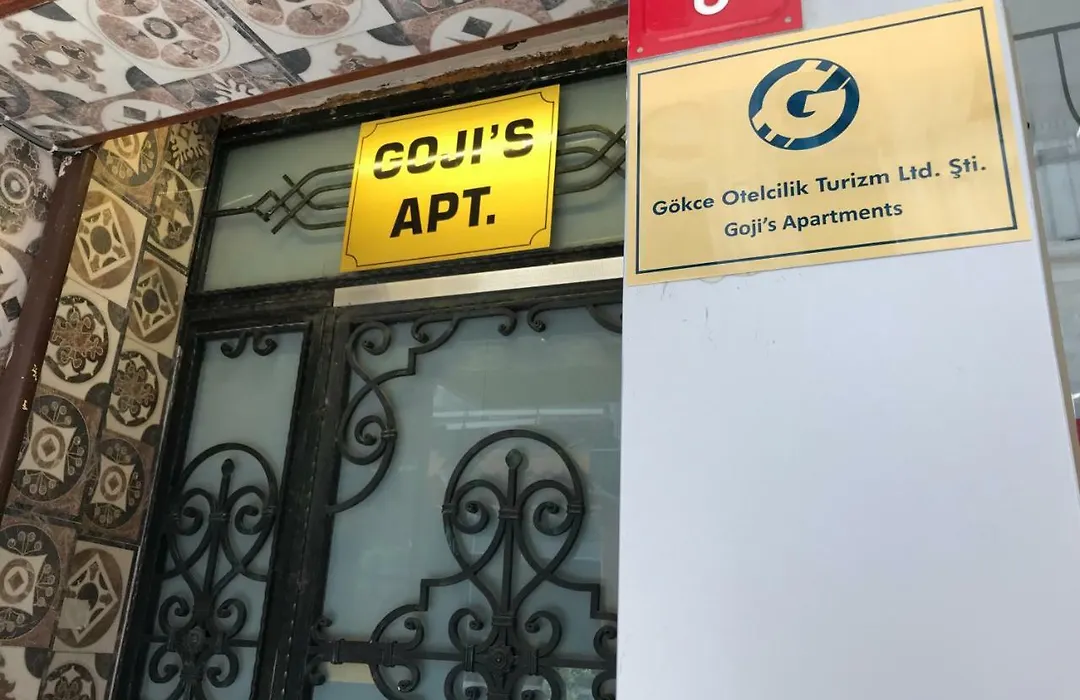 GOJI'S
APT.
G
Gökce Otelcilik Turizm Ltd. Şti.
Goji's Apartments